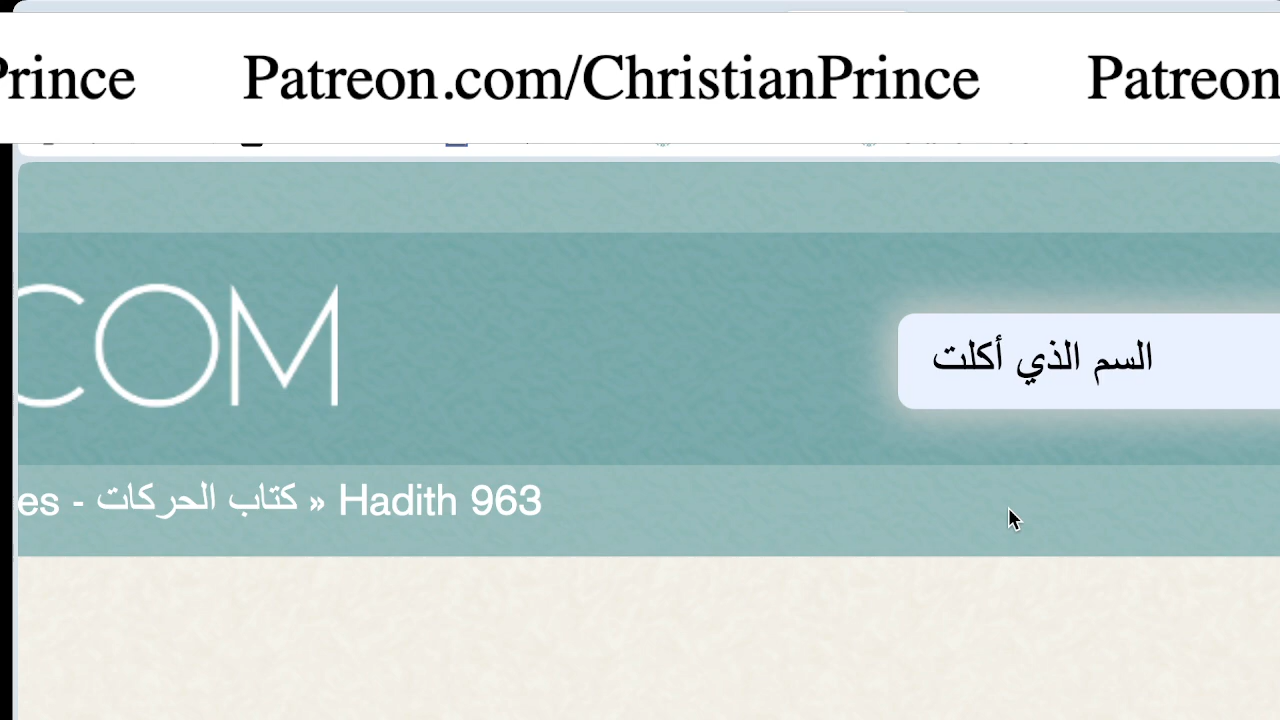 Prince Patreon.com/ChristianPrince Patreon
COM
السم الذي أكلت
es - كتاب الحركات » Hadith 963